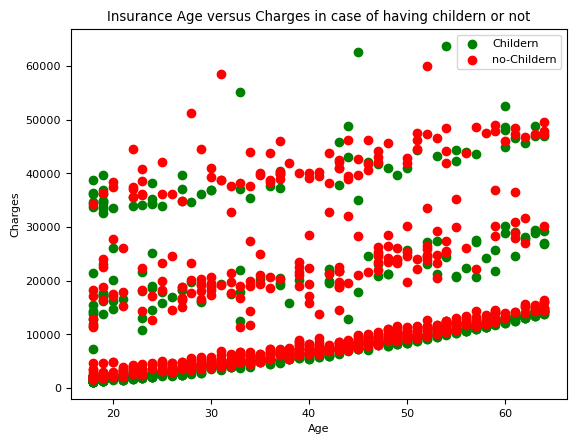 Insurance Age versus Charges in case of having childern or not
Childern
no-Childern
60000
50000
40000
30000
20000
10000
0
Charges
20
30
40
50
60
Age